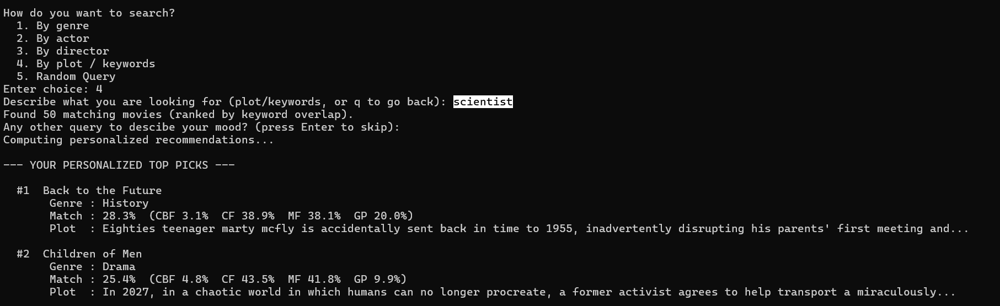 How do you want to search?
1. By genre
2. By actor
3. By director
4. By plot / keywords
5. Random Query
Enter choice: 4
Describe what you are looking for (plot/keywords, or q to go back): scientist
Found 50 matching movies (ranked by keyword overlap).
Any other query to descibe your mood? (press Enter to skip):
Computing personalized recommendations...
--- YOUR PERSONALIZED TOP PICKS ---
#1  Back to the Future
Genre : History
Match : 28.3%  (CBF 3.1%  CF 38.9%  MF 38.1%  GP 20.0%)
Plot  : Eighties teenager marty mcfly is accidentally sent back in time to 1955, inadvertently disrupting his parents' first meeting and...
#2  Children of Men
Genre : Drama
Match : 25.4%  (CBF 4.8%  CF 43.5%  MF 41.8%  GP 9.9%)
Plot  : In 2027, in a chaotic world in which humans can no longer procreate, a former activist agrees to help transport a miraculously...